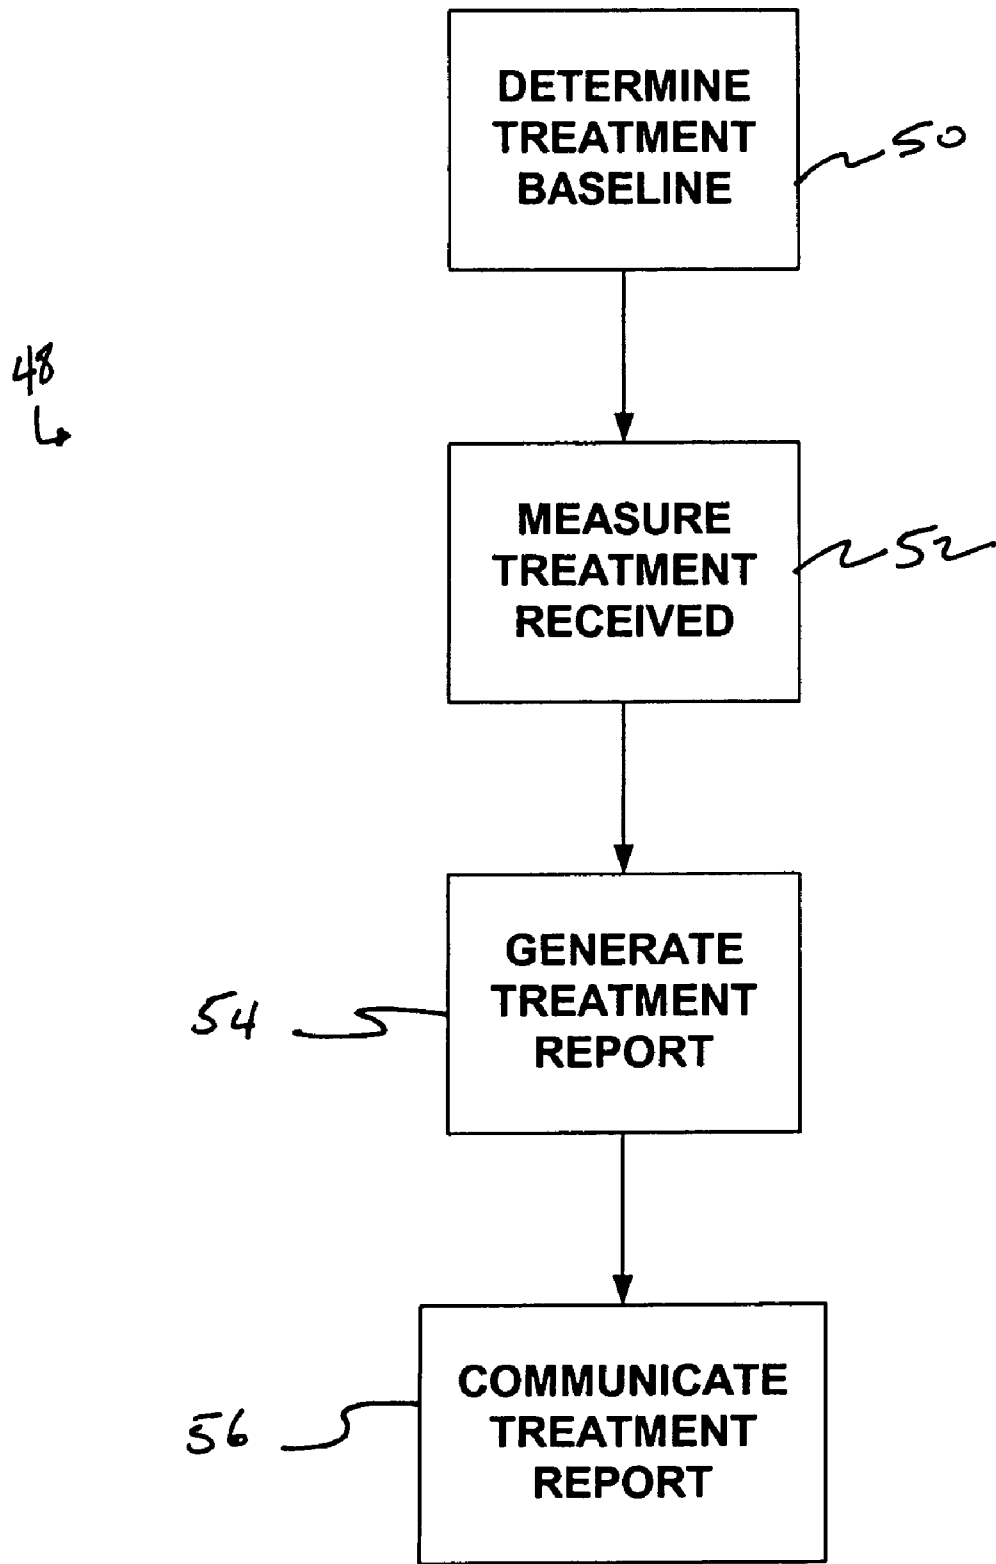 DETERMINE
TREATMENT
BASELINE
50
48
MEASURE
TREATMENT
RECEIVED
52
GENERATE
TREATMENT
REPORT
54
COMMUNICATE
TREATMENT
REPORT
56